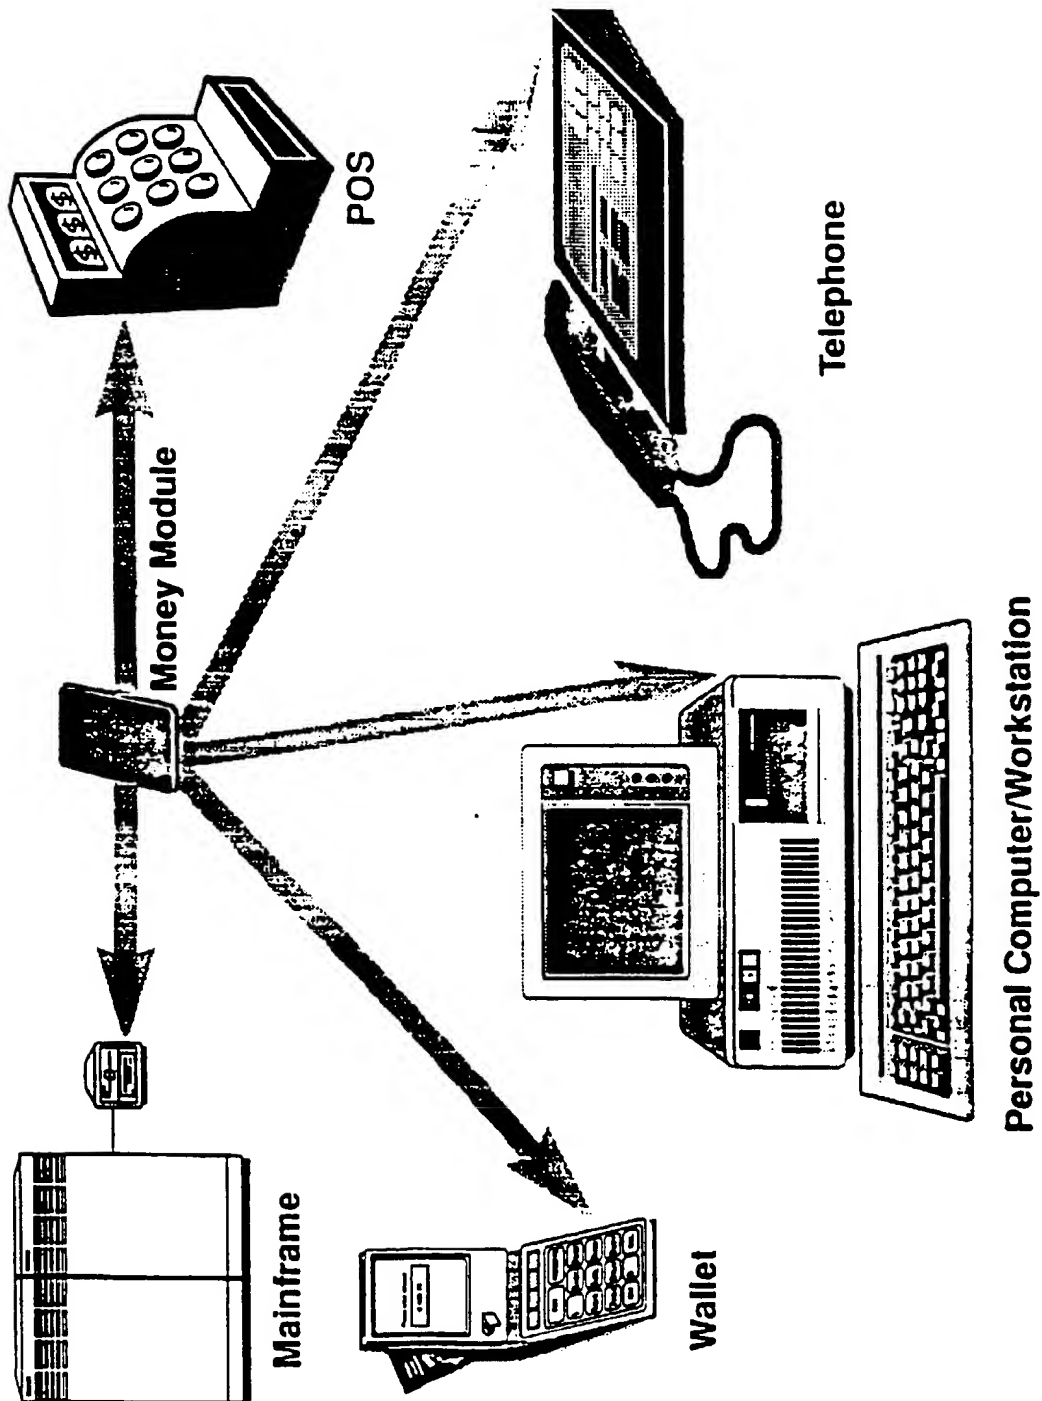 Mainframe
Money Module
POS
Wallet
Personal Computer/Workstation
Telephone
$ $ $